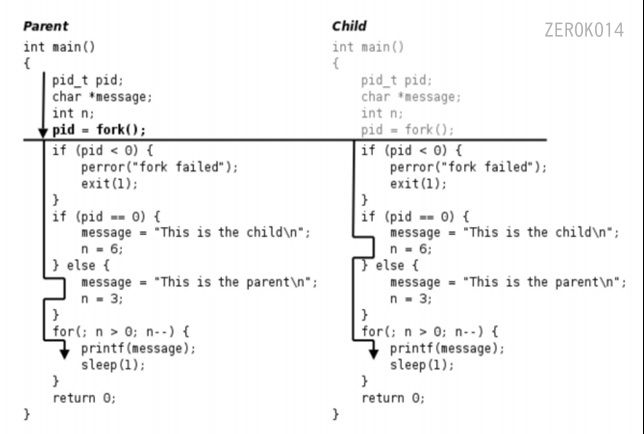 Parent
int main()
{
pid_t pid;
char *message;
int n;
pid = fork();
if (pid < 0) {
perror("fork failed");
exit(1);
}
if (pid == 0) {
message = "This is the child\n";
n = 6;
} else {
message = "This is the parent\n";
n = 3;
}
for(; n > 0; n--) {
printf(message);
sleep(1);
}
return 0;
}
Child
int main()
{
pid_t pid;
char *message;
int n;
pid = fork();
if (pid < 0) {
perror("fork failed");
exit(1);
}
if (pid == 0) {
message = "This is the child\n";
n = 6;
} else {
message = "This is the parent\n";
n = 3;
}
for(; n > 0; n--) {
printf(message);
sleep(1);
}
return 0;
}
ZER0K014